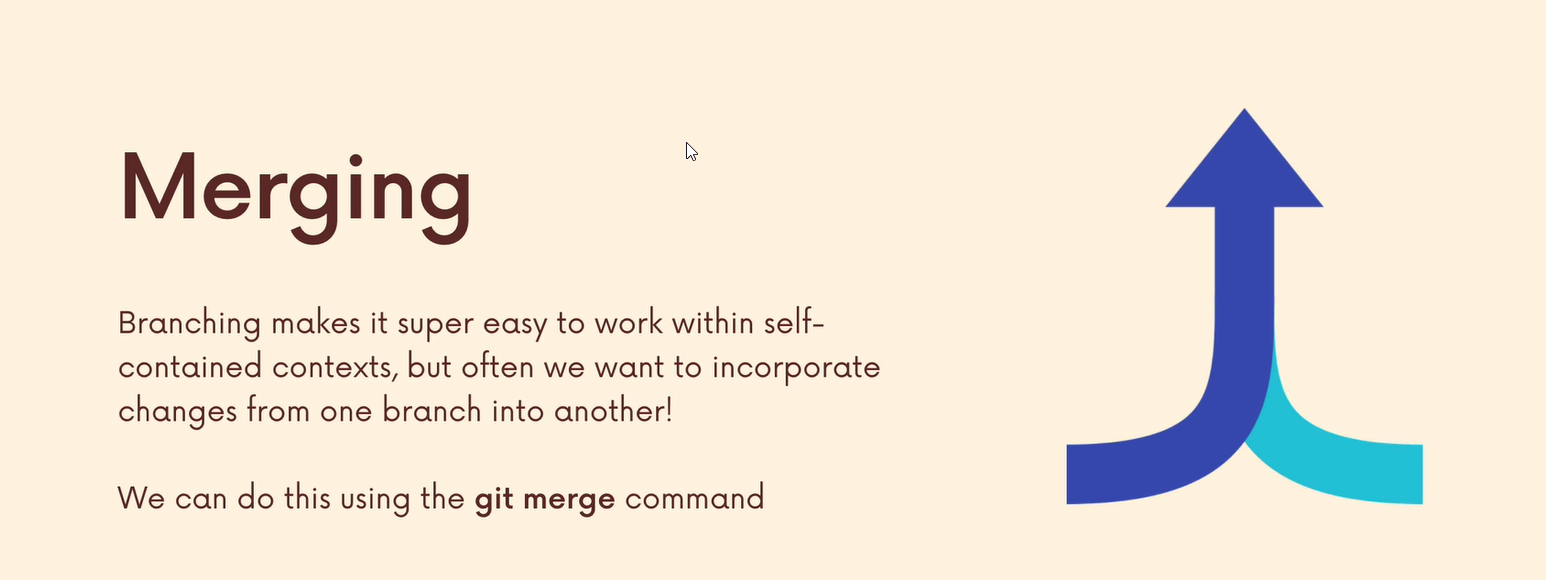 Merging
Branching makes it super easy to work within self-
contained contexts, but often we want to incorporate
changes from one branch into another!
We can do this using the git merge command